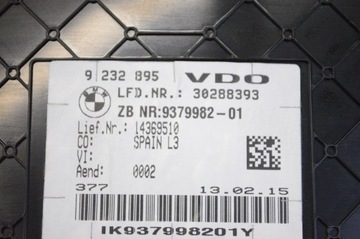 9 232 895 VDO
LFD.NR.: 30288393
ZB NR:9379982-01
Lief.Nr.: 14369510
CO: SPAIN L3
VI:
Aend: 0002
377 13.02.15
IK937998201Y